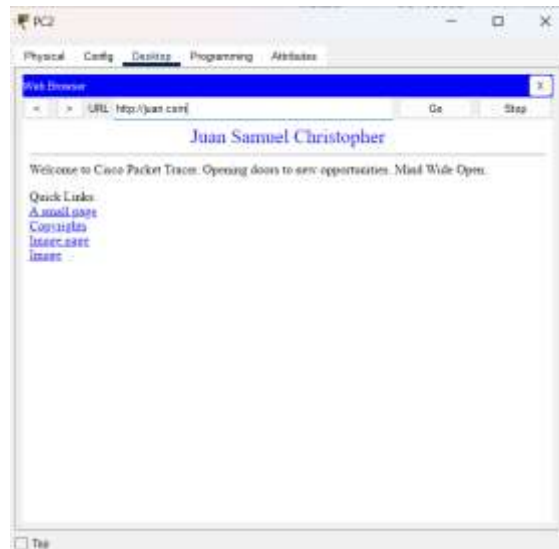 PC2
Physical Config Desktop Programming Attributes
Web Browser X
< > URL http://juan.com Go Stop
Juan Samuel Christopher
Welcome to Cisco Packet Tracer. Opening doors to new opportunities. Mind Wide Open.
Quick Links:
A small page
Copyrights
Image page
Image
Top